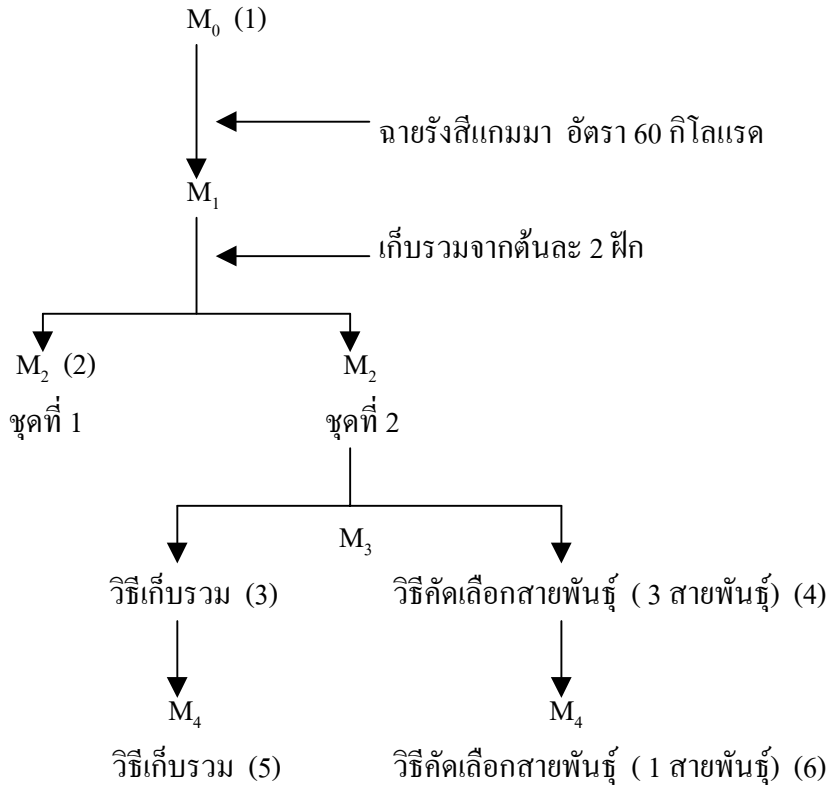 M₀ (1)
ฉายรังสีแกมมา อัตรา 60 กิโลแรด
M₁
เก็บรวมจากต้นละ 2 ฝัก
M₂ (2) M₂
ชุดที่ 1 ชุดที่ 2
M₃
วิธีเก็บรวม (3) วิธีคัดเลือกสายพันธุ์ ( 3 สายพันธุ์) (4)
M₄ M₄
วิธีเก็บรวม (5) วิธีคัดเลือกสายพันธุ์ ( 1 สายพันธุ์) (6)